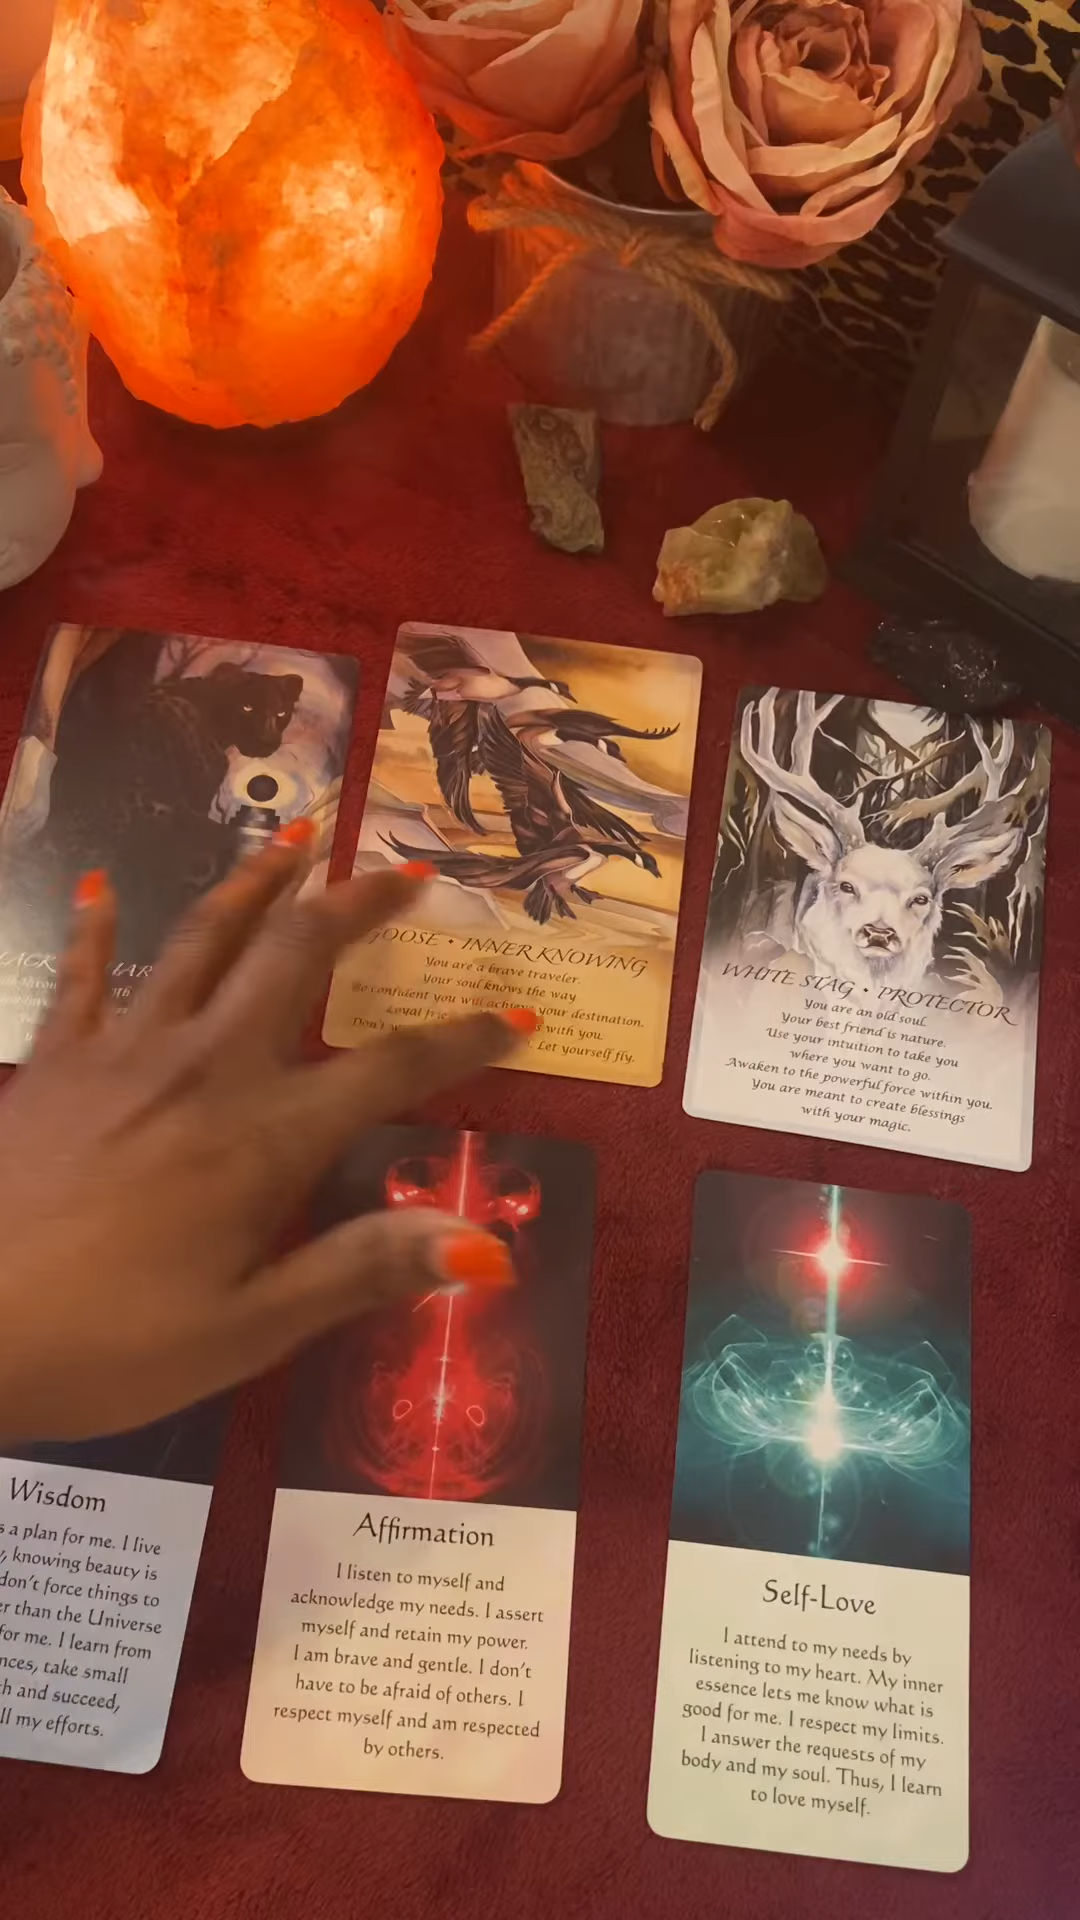 GOOSE • INNER KNOWING
You are a brave traveler.
Your soul knows the way
Be confident you will achieve your destination.
Loyal with you.
Don't Let yourself fly.
WHITE STAG • PROTECTOR
You are an old soul.
Your best friend is nature.
Use your intuition to take you
where you want to go.
Awaken to the powerful force within you.
You are meant to create blessings
with your magic.
Wisdom
a plan for me. I live
knowing beauty is
don't force things to
than the Universe
for me. I learn from
take small
and succeed,
my efforts.
Affirmation
I listen to myself and
acknowledge my needs. I assert
myself and retain my power.
I am brave and gentle. I don't
have to be afraid of others. I
respect myself and am respected
by others.
Self-Love
I attend to my needs by
listening to my heart. My inner
essence lets me know what is
good for me. I respect my limits.
I answer the requests of my
body and my soul. Thus, I learn
to love myself.